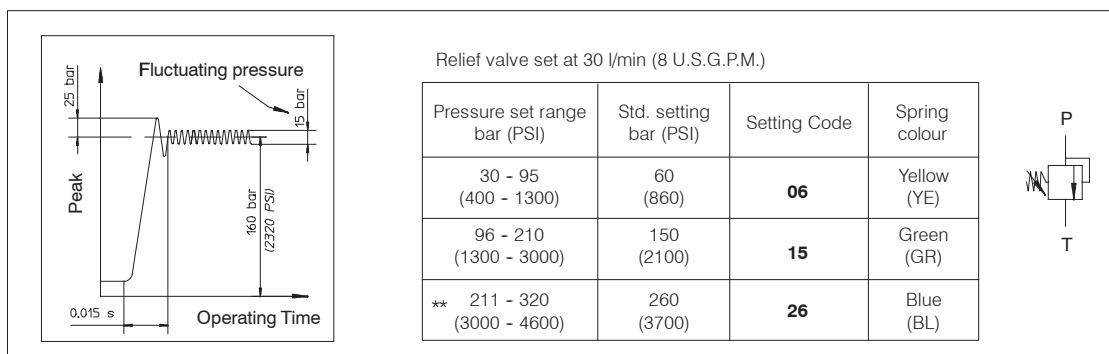 25 bar
Fluctuating pressure
15 bar
Peak
160 bar
(2320 PSI)
0.015 s
Operating Time
Relief valve set at 30 l/min (8 U.S.G.P.M.)
Pressure set range
bar (PSI)
Std. setting
bar (PSI)
Setting Code
Spring
colour
30 - 95
(400 - 1300)
60
(860)
06
Yellow
(YE)
96 - 210
(1300 - 3000)
150
(2100)
15
Green
(GR)
** 211 - 320
(3000 - 4600)
260
(3700)
26
Blue
(BL)
P
T